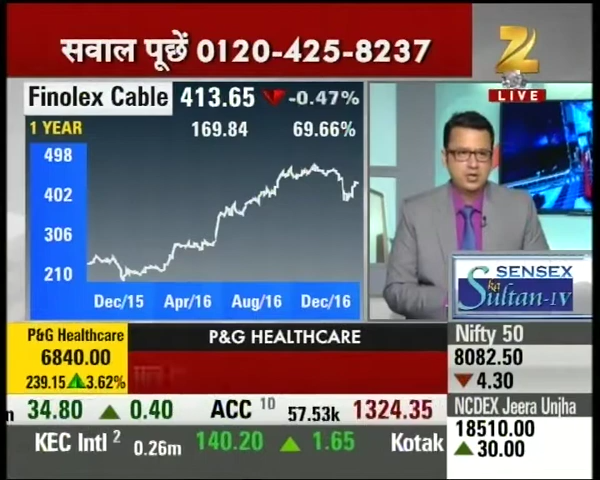 सवाल पूछें 0120-425-8237
LIVE
Finolex Cable 413.65 -0.47%
1 YEAR 169.84 69.66%
498
402
306
210
Dec/15 Apr/16 Aug/16 Dec/16
SENSEX
ka
Sultan-IV
P&G Healthcare
6840.00
239.15 3.62%
P&G HEALTHCARE
Nifty 50
8082.50
4.30
NCDEX Jeera Unjha
18510.00
30.00
34.80 0.40 ACC 10 57.53k 1324.35
KEC Intl 2 0.26m 140.20 1.65 Kotak